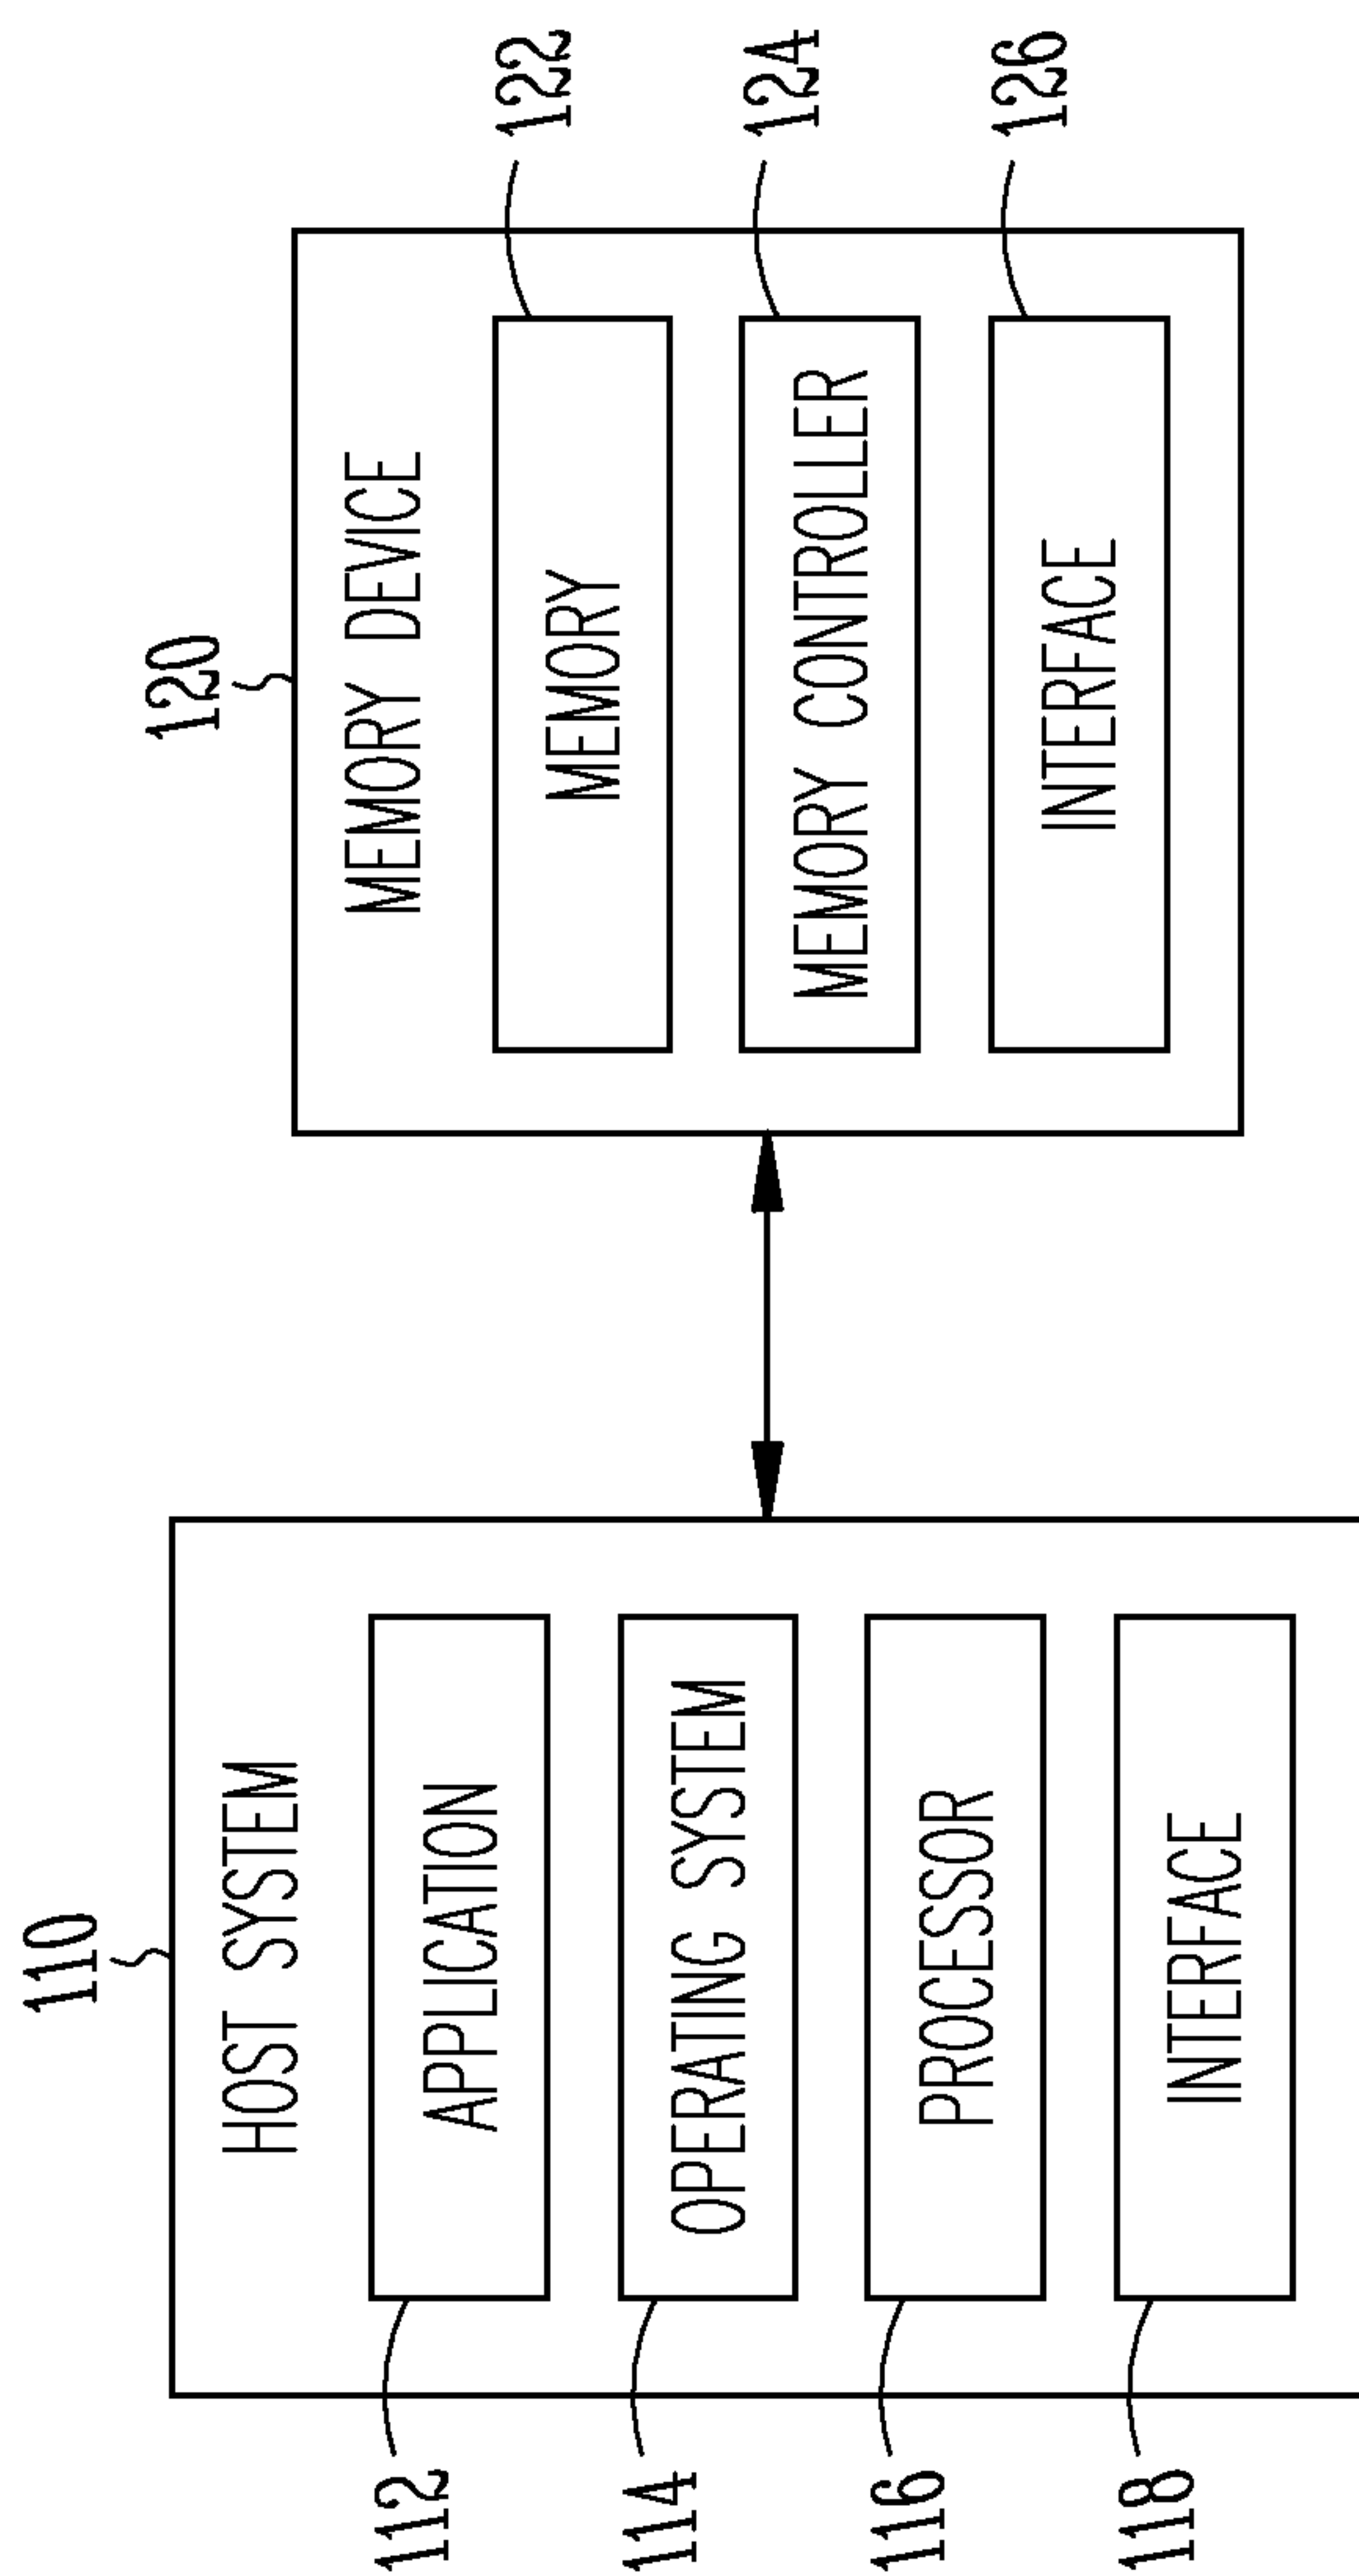 110
HOST SYSTEM
112
APPLICATION
114
OPERATING SYSTEM
116
PROCESSOR
118
INTERFACE
120
MEMORY DEVICE
MEMORY
122
MEMORY CONTROLLER
124
INTERFACE
126